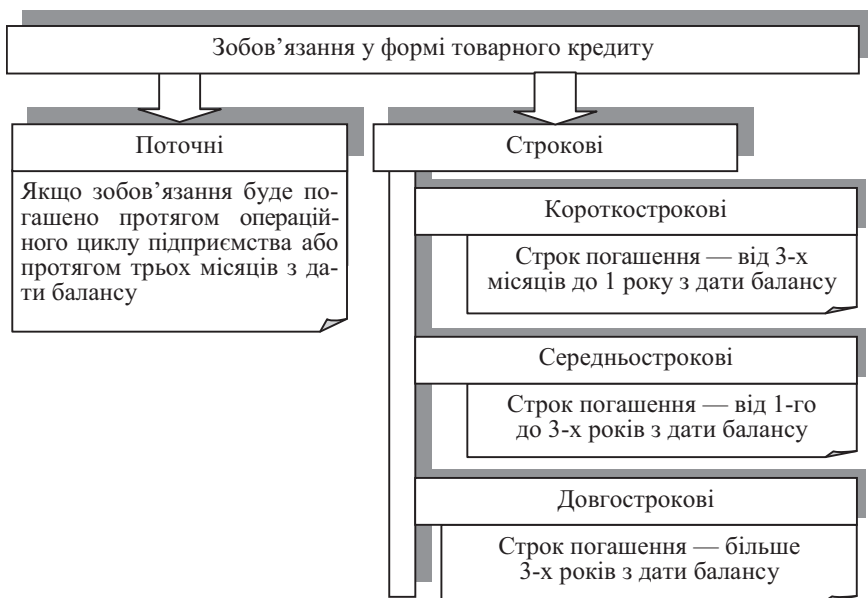 Зобов’язання у формі товарного кредиту
Поточні
Якщо зобов’язання буде по-
гашено протягом операцій-
ного циклу підприємства або
протягом трьох місяців з да-
ти балансу
Строкові
Короткострокові
Строк погашення — від 3-х
місяців до 1 року з дати балансу
Середньострокові
Строк погашення — від 1-го
до 3-х років з дати балансу
Довгострокові
Строк погашення — більше
3-х років з дати балансу